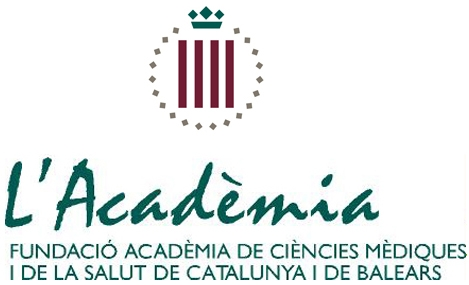 L'Acadèmia
FUNDACIÓ ACADÈMIA DE CIÈNCIES MÈDIQUES
I DE LA SALUT DE CATALUNYA I DE BALEARS